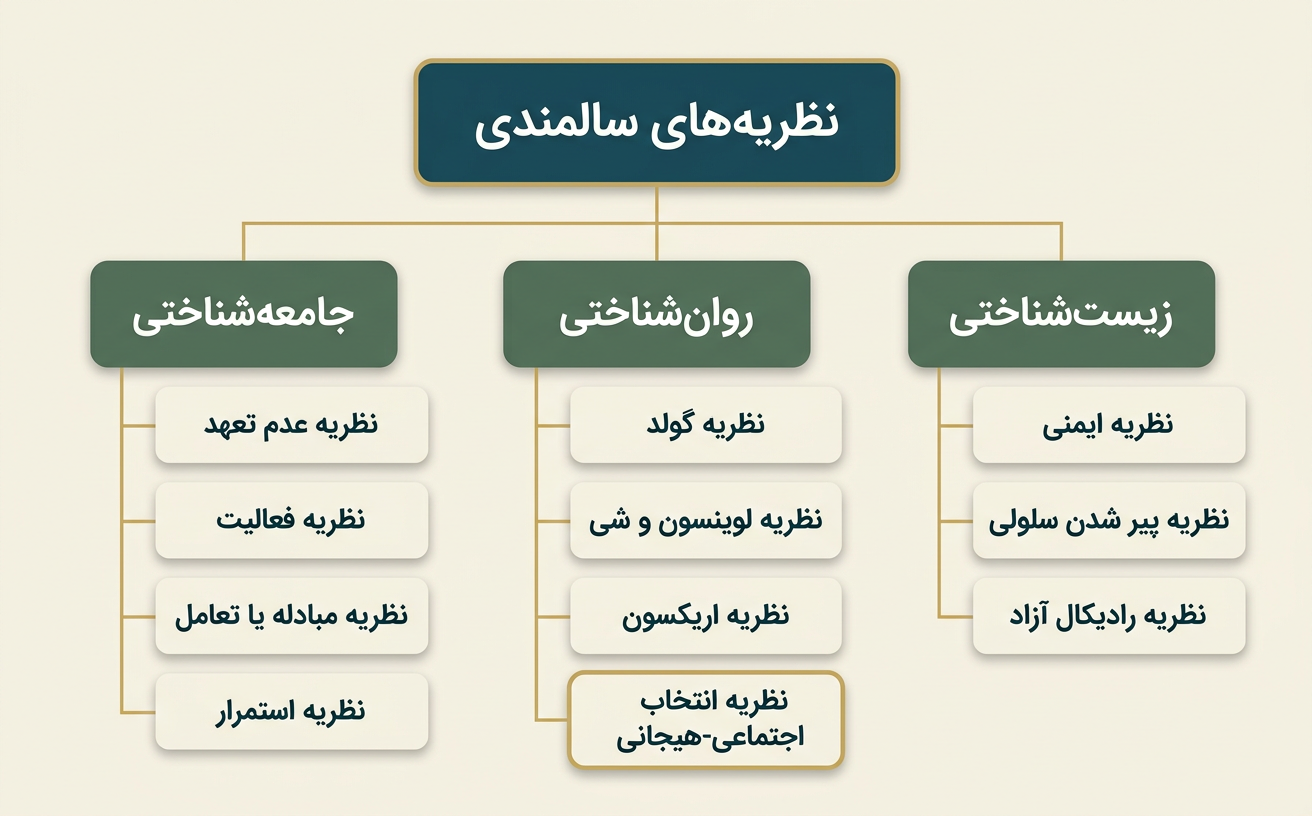 نظریه‌های سالمندی
زیست‌شناختی
نظریه ایمنی
نظریه پیر شدن سلولی
نظریه رادیکال آزاد
روان‌شناختی
نظریه گولد
نظریه لوینسون و شی
نظریه اریکسون
نظریه انتخاب
اجتماعی-هیجانی
جامعه‌شناختی
نظریه عدم تعهد
نظریه فعالیت
نظریه مبادله یا تعامل
نظریه استمرار